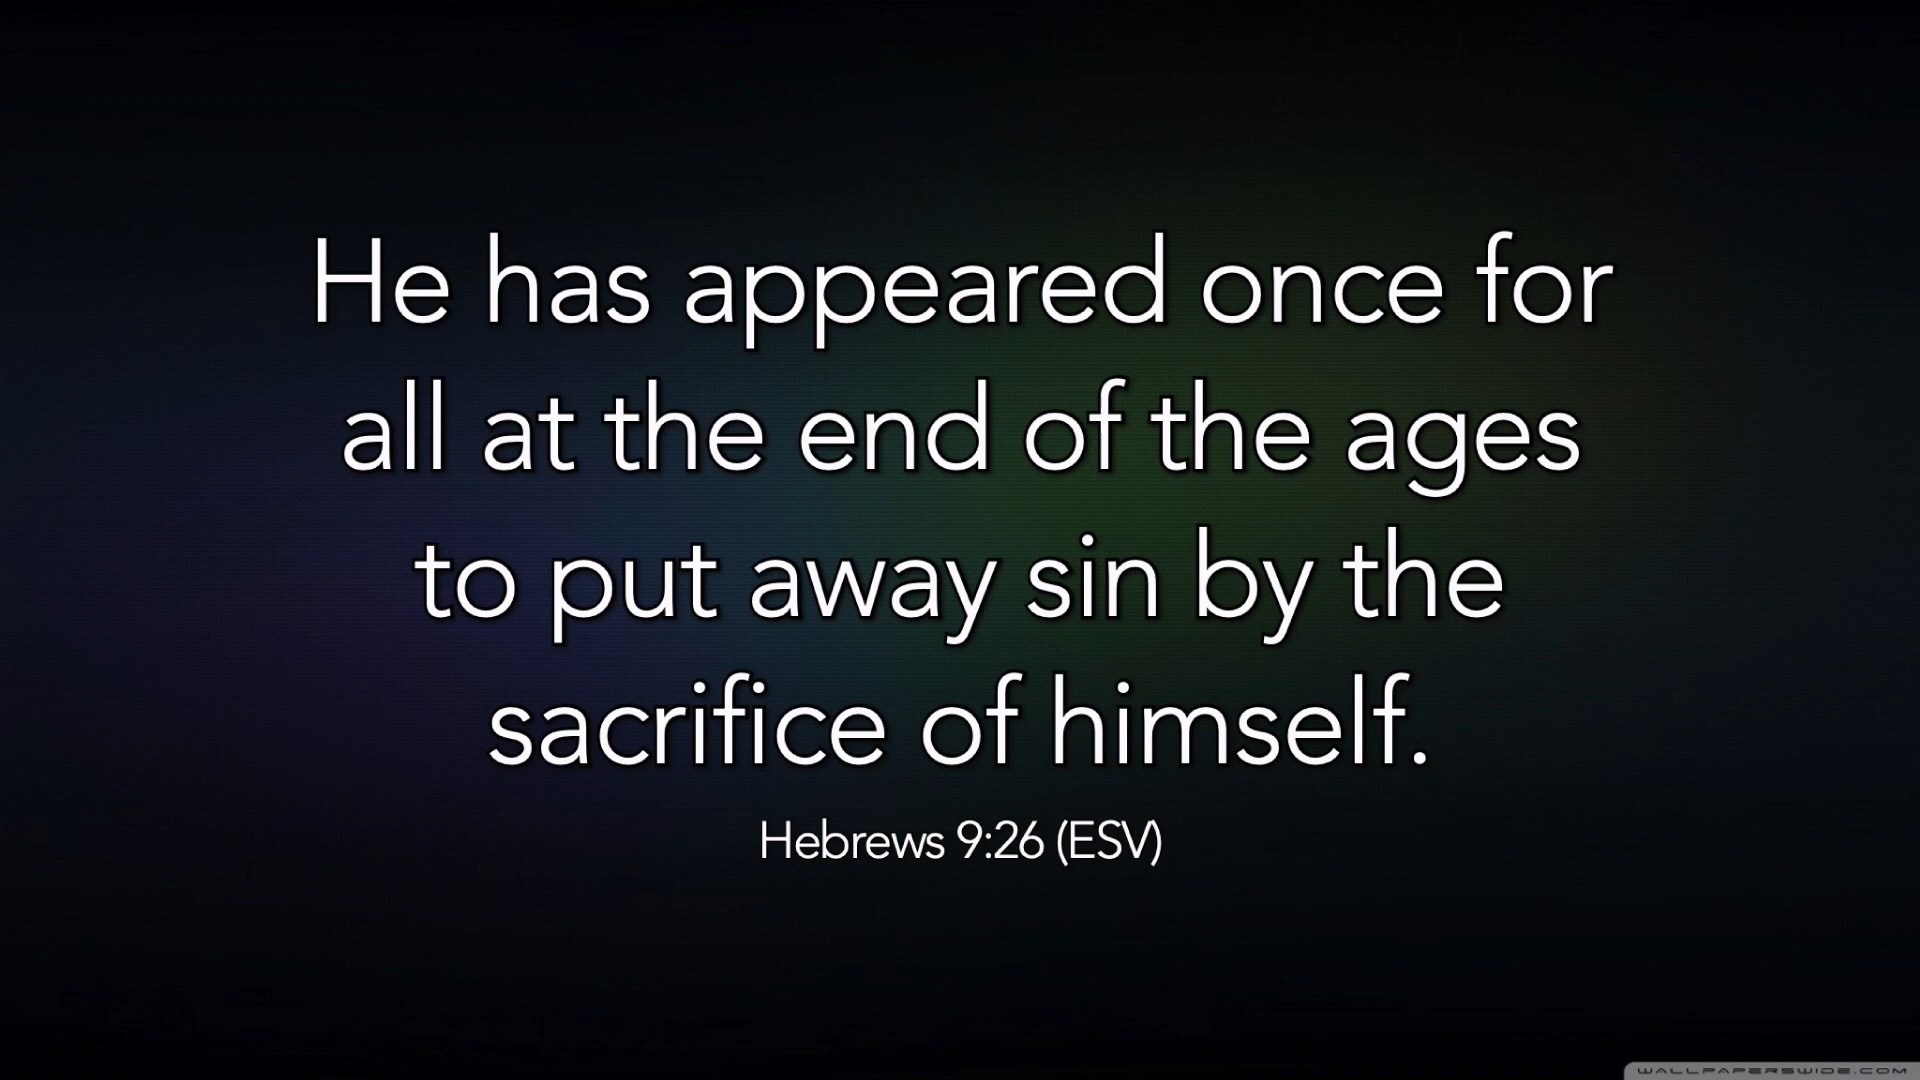 He has appeared once for
all at the end of the ages
to put away sin by the
sacrifice of himself.
Hebrews 9:26 (ESV)
WALLPAPERSWIDE.COM